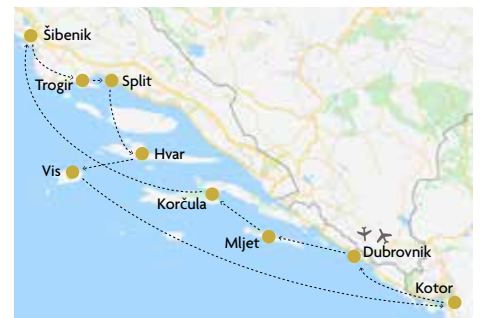 Šibenik
Trogir
Split
Hvar
Vis
Korčula
Mljet
Dubrovnik
Kotor